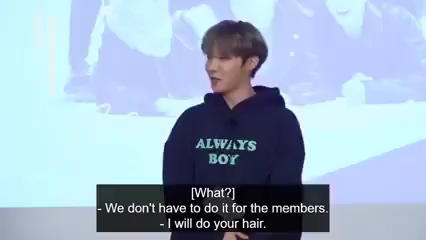 ALWAYS
BOY
[What?]
- We don't have to do it for the members.
- I will do your hair.